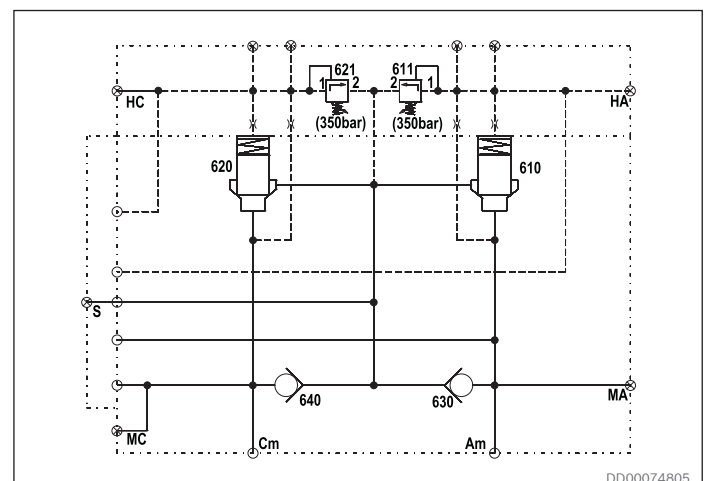 621 611
1 2 2 1
HC HA
(350bar) (350bar)
620 610
S
640 630 MA
MC Cm Am
DD00074805